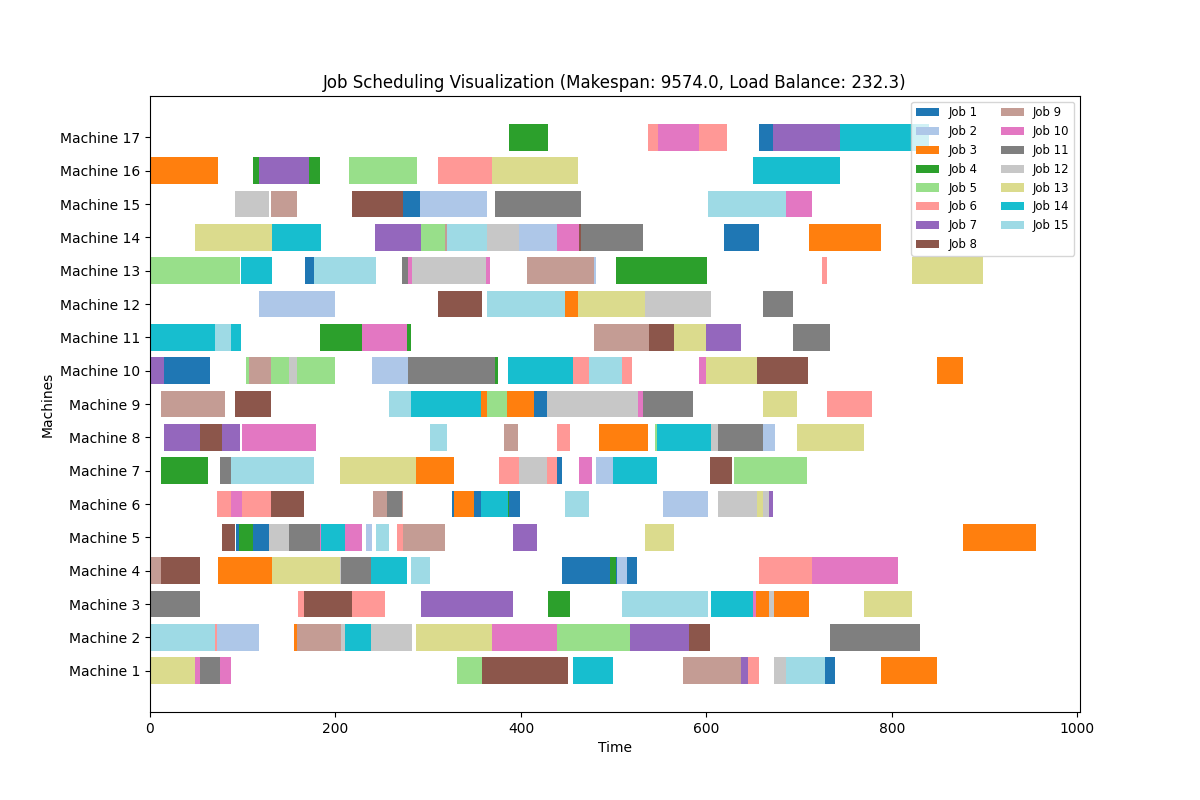 Job Scheduling Visualization (Makespan: 9574.0, Load Balance: 232.3)
Machine 17
Machine 16
Machine 15
Machine 14
Machine 13
Machine 12
Machine 11
Machine 10
Machine 9
Machine 8
Machine 7
Machine 6
Machine 5
Machine 4
Machine 3
Machine 2
Machine 1
Machines
0 200 400 600 800 1000
Time
Job 1
Job 2
Job 3
Job 4
Job 5
Job 6
Job 7
Job 8
Job 9
Job 10
Job 11
Job 12
Job 13
Job 14
Job 15